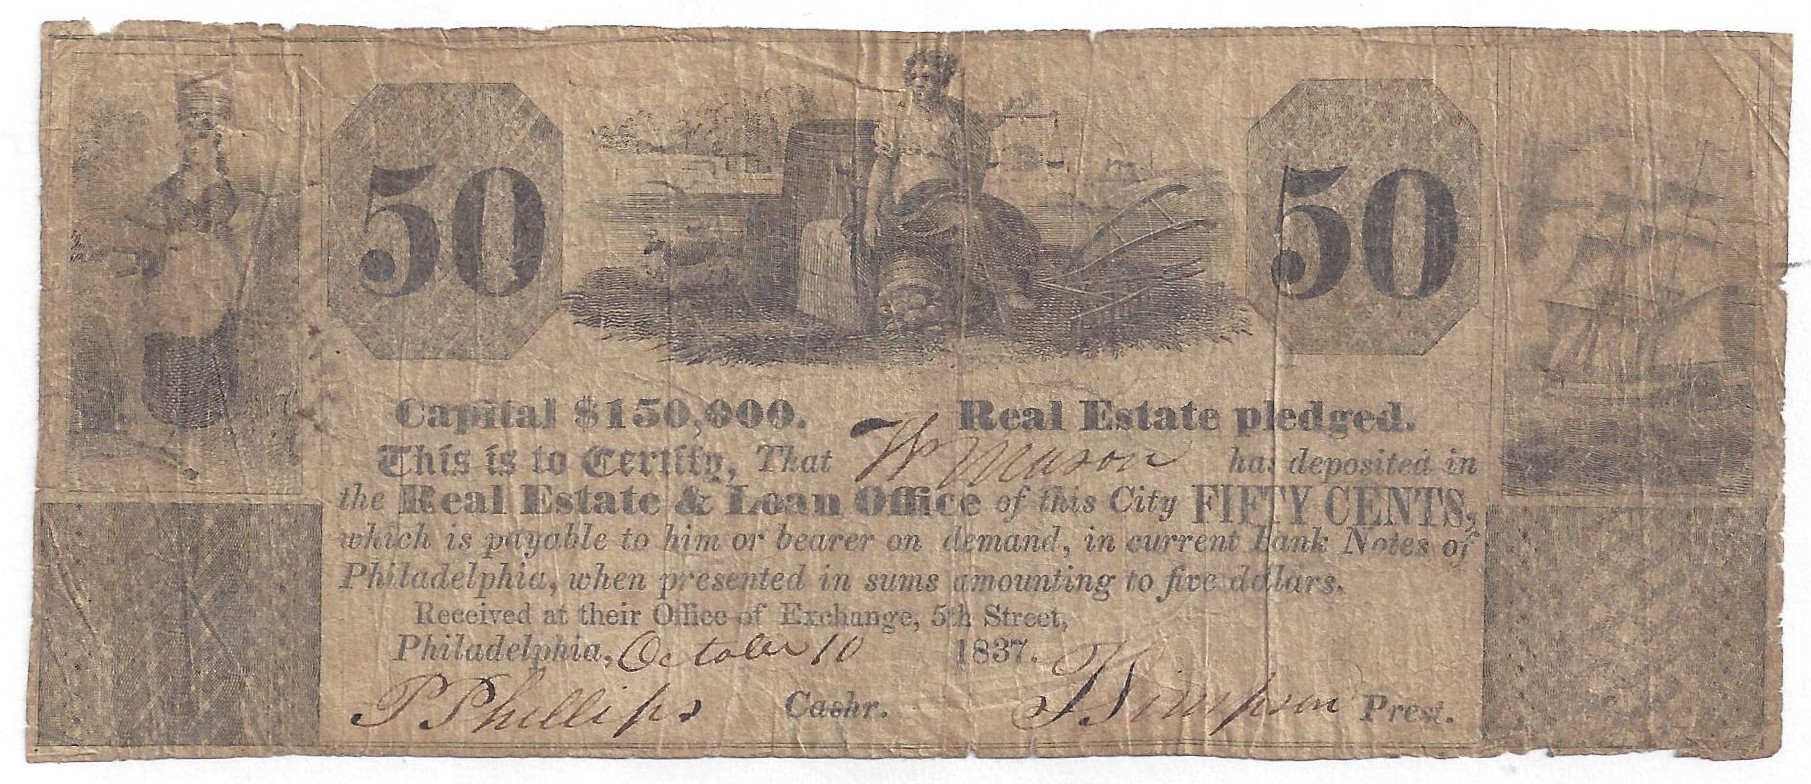 50 50
Capital $150,000. Real Estate pledged.
This is to Certify, That Wm Mason has deposited in
the Real Estate & Loan Office of this City FIFTY CENTS,
which is payable to him or bearer on demand, in current Bank Notes of
Philadelphia, when presented in sums amounting to five dollars.
Received at their Office of Exchange, 5th Street,
Philadelphia, October 10 1837.
P Phillips Cashr. T Simpson Prest.